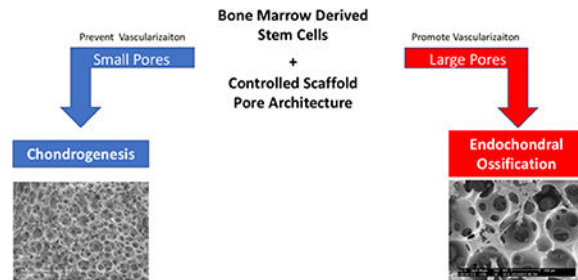 Bone Marrow Derived
Stem Cells
+
Controlled Scaffold
Pore Architecture
Prevent Vascularizaiton
Small Pores
Chondrogenesis
Promote Vascularizaiton
Large Pores
Endochondral
Ossification